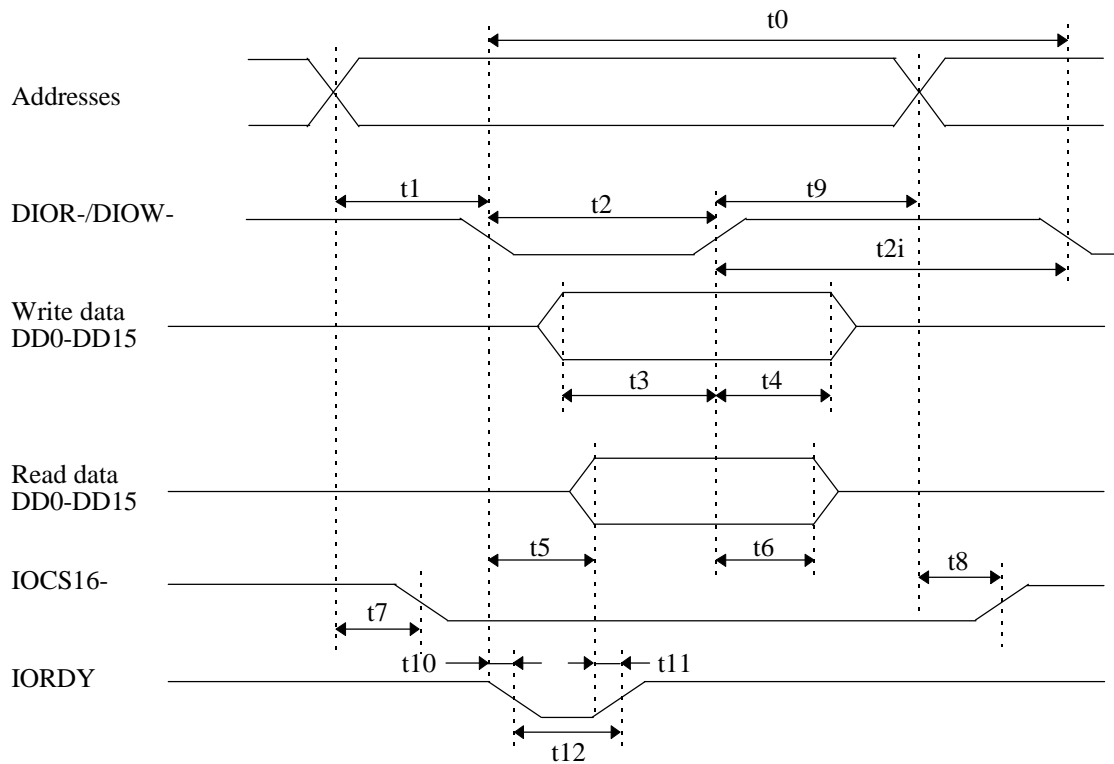 t0
Addresses
t1
t2
t9
DIOR-/DIOW-
t2i
Write data
DD0-DD15
t3
t4
Read data
DD0-DD15
t5
t6
t8
IOCS16-
t7
t10
t11
IORDY
t12